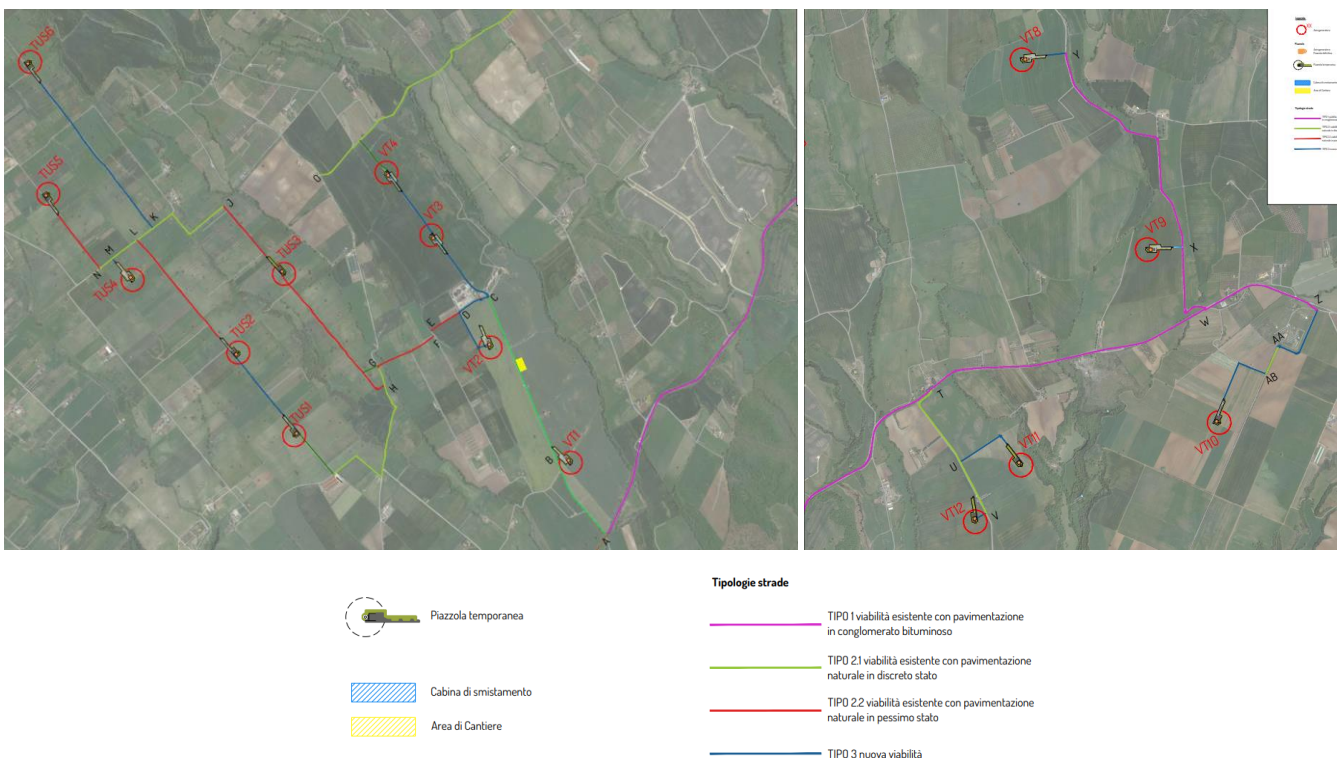 TUS6
TUS5
VT4
O
VT3
K
J
L
M
N
TUS4
TUS3
C
D
E
F
TUS2
VT2
G
H
TUS1
B
VT1
A
VT8
Y
VT9
X
W
Z
AA
AB
T
VT10
U
VT11
VT12
V
Piazzola temporanea
Cabina di smistamento
Area di Cantiere
Tipologie strade
TIPO 1 viabilità esistente con pavimentazione
in conglomerato bituminoso
TIPO 2.1 viabilità esistente con pavimentazione
naturale in discreto stato
TIPO 2.2 viabilità esistente con pavimentazione
naturale in pessimo stato
TIPO 3 nuova viabilità